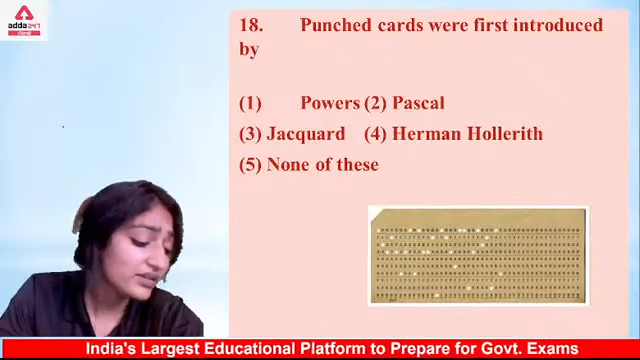 adda247
ਪੰਜਾਬੀ
18. Punched cards were first introduced
by
(1) Powers (2) Pascal
(3) Jacquard (4) Herman Hollerith
(5) None of these
India's Largest Educational Platform to Prepare for Govt. Exams